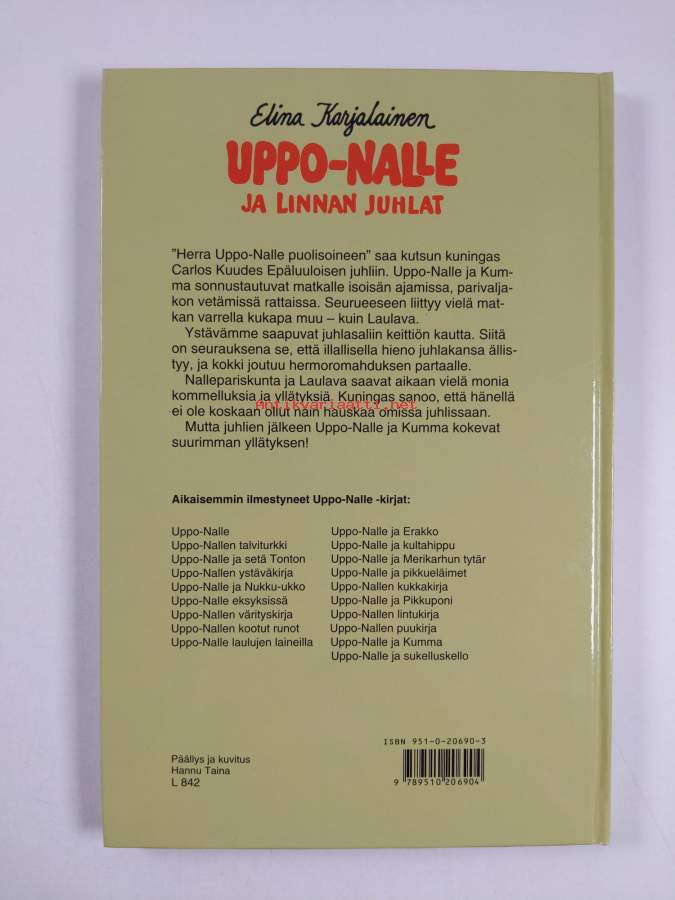 Elina Karjalainen
UPPO-NALLE
JA LINNAN JUHLAT
"Herra Uppo-Nalle puolisoineen" saa kutsun kuningas
Carlos Kuudes Epäluuloisen juhliin. Uppo-Nalle ja Kum-
ma sonnustautuvat matkalle isoisän ajamissa, parivalja-
kon vetämissä rattaissa. Seurueeseen liittyy vielä mat-
kan varrella kukapa muu – kuin Laulava.
Ystävämme saapuvat juhlasaliin keittiön kautta. Siitä
on seurauksena se, että illallisella hieno juhlakansa ällis-
tyy, ja kokki joutuu hermoromahduksen partaalle.
Nallepariskunta ja Laulava saavat aikaan vielä monia
kommelluksia ja yllätyksiä. Kuningas sanoo, että hänellä
antikvariaatti.net
ei ole koskaan ollut näin hauskaa omissa juhlissaan.
Mutta juhlien jälkeen Uppo-Nalle ja Kumma kokevat
suurimman yllätyksen!
Aikaisemmin ilmestyneet Uppo-Nalle -kirjat:
Uppo-Nalle
Uppo-Nallen talviturkki
Uppo-Nalle ja setä Tonton
Uppo-Nallen ystäväkirja
Uppo-Nalle ja Nukku-ukko
Uppo-Nalle eksyksissä
Uppo-Nallen värityskirja
Uppo-Nallen kootut runot
Uppo-Nalle laulujen laineilla
Uppo-Nalle ja Erakko
Uppo-Nalle ja kultahippu
Uppo-Nalle ja Merikarhun tytär
Uppo-Nalle ja pikkueläimet
Uppo-Nallen kukkakirja
Uppo-Nalle ja Pikkuponi
Uppo-Nallen lintukirja
Uppo-Nallen puukirja
Uppo-Nalle ja Kumma
Uppo-Nalle ja sukelluskello
Päällys ja kuvitus
Hannu Taina
L 842
ISBN 951-0-20690-3
9 789510 206904